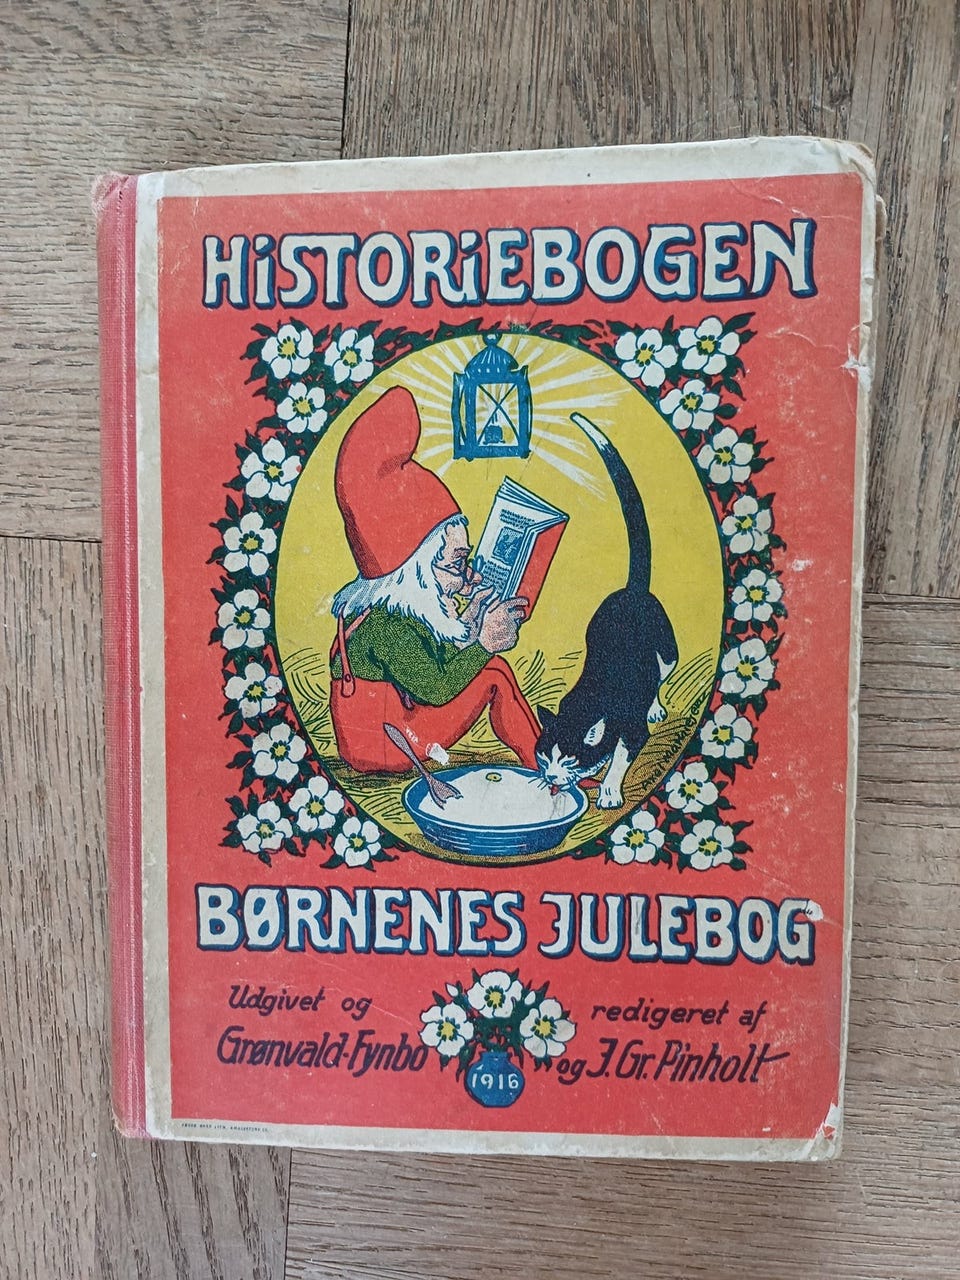 HiSTORiEBOGEN
BØRNENES JULEBOG
Udgivet og redigeret af
Grønvald-Fynbo og J. Gr. Pinholt
1916